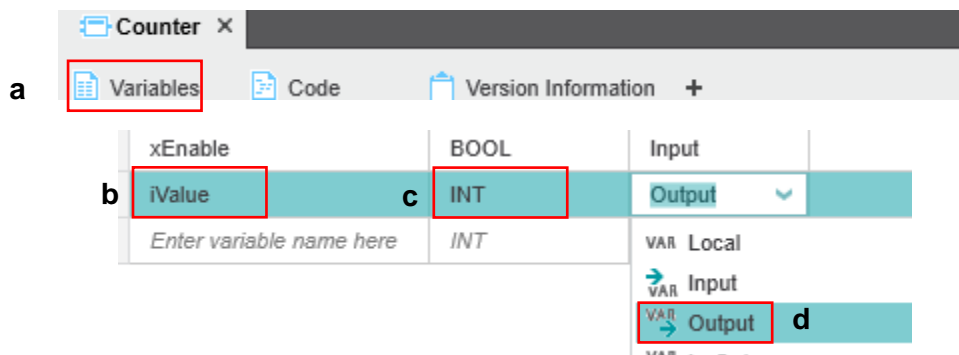 Counter ×
a Variables Code Version Information +
xEnable BOOL Input
b iValue c INT Output
Enter variable name here INT VAR Local
VAR Input
VAR Output d
VAR